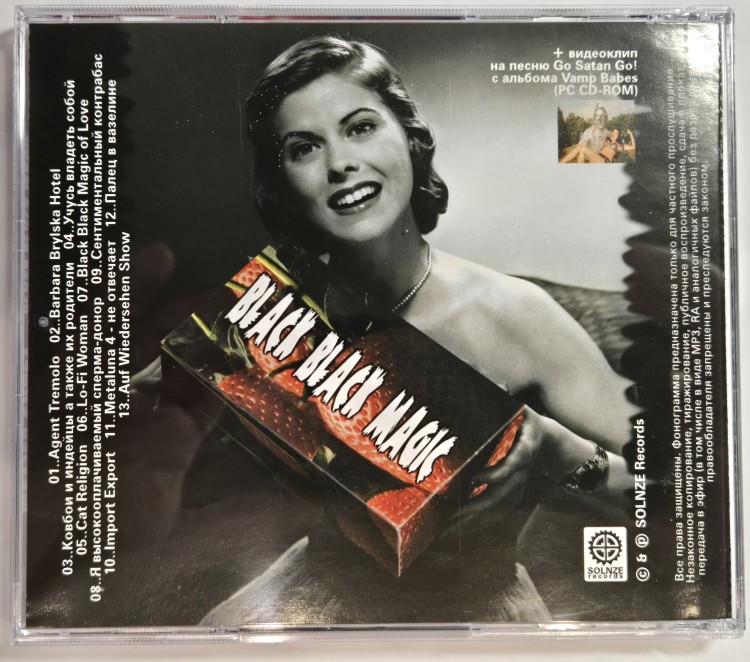 01..Agent Tremolo 02..Barbara Brylska Hotel
03..Ковбои и индейцы а также их родители 04..Учусь владеть собой
05..Cat Religion 06..Lo-Fi Woman 07..Black Black Magic of Love
08..Я высокооплачиваемый сперма-донор 09..Сентиментальный контрабас
10..Import Export 11..Metaluna 4 - не отвечает 12..Палец в вазелине
13..Auf Wiedersehen Show
+ видеоклип
на песню Go Satan Go!
с альбома Vamp Babes
(PC CD-ROM)
BLACK BLACK MAGIC
SOLNZE
records
© & ℗ SOLNZE Records
Все права защищены. Фонограмма предназначена только для частного прослушивания.
Незаконное копирование, тиражирование, публичное воспроизведение, сдача в прокат,
передача в эфир (в том числе в виде MP3, RA и аналогичных файлов) без
правообладателя запрещены и преследуются законом.